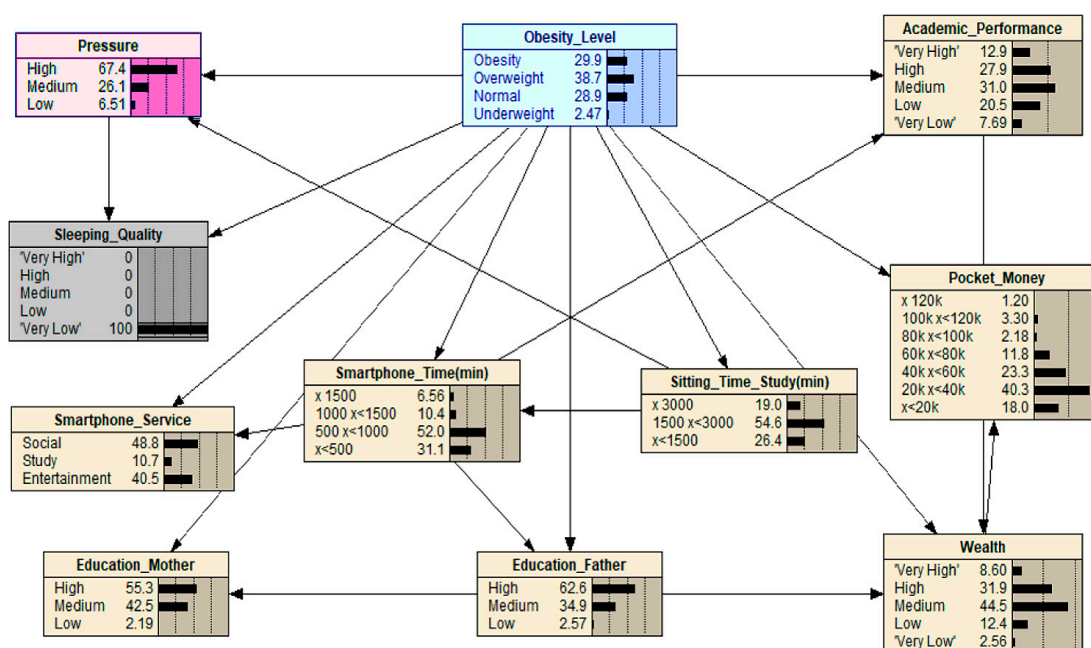 Pressure
High 67.4
Medium 26.1
Low 6.51
Obesity_Level
Obesity 29.9
Overweight 38.7
Normal 28.9
Underweight 2.47
Academic_Performance
'Very High' 12.9
High 27.9
Medium 31.0
Low 20.5
'Very Low' 7.69
Sleeping_Quality
'Very High' 0
High 0
Medium 0
Low 0
'Very Low' 100
Pocket_Money
x 120k 1.20
100k x<120k 3.30
80k x<100k 2.18
60k x<80k 11.8
40k x<60k 23.3
20k x<40k 40.3
x<20k 18.0
Smartphone_Time(min)
x 1500 6.56
1000 x<1500 10.4
500 x<1000 52.0
x<500 31.1
Sitting_Time_Study(min)
x 3000 19.0
1500 x<3000 54.6
x<1500 26.4
Smartphone_Service
Social 48.8
Study 10.7
Entertainment 40.5
Education_Mother
High 55.3
Medium 42.5
Low 2.19
Education_Father
High 62.6
Medium 34.9
Low 2.57
Wealth
'Very High' 8.60
High 31.9
Medium 44.5
Low 12.4
'Very Low' 2.56